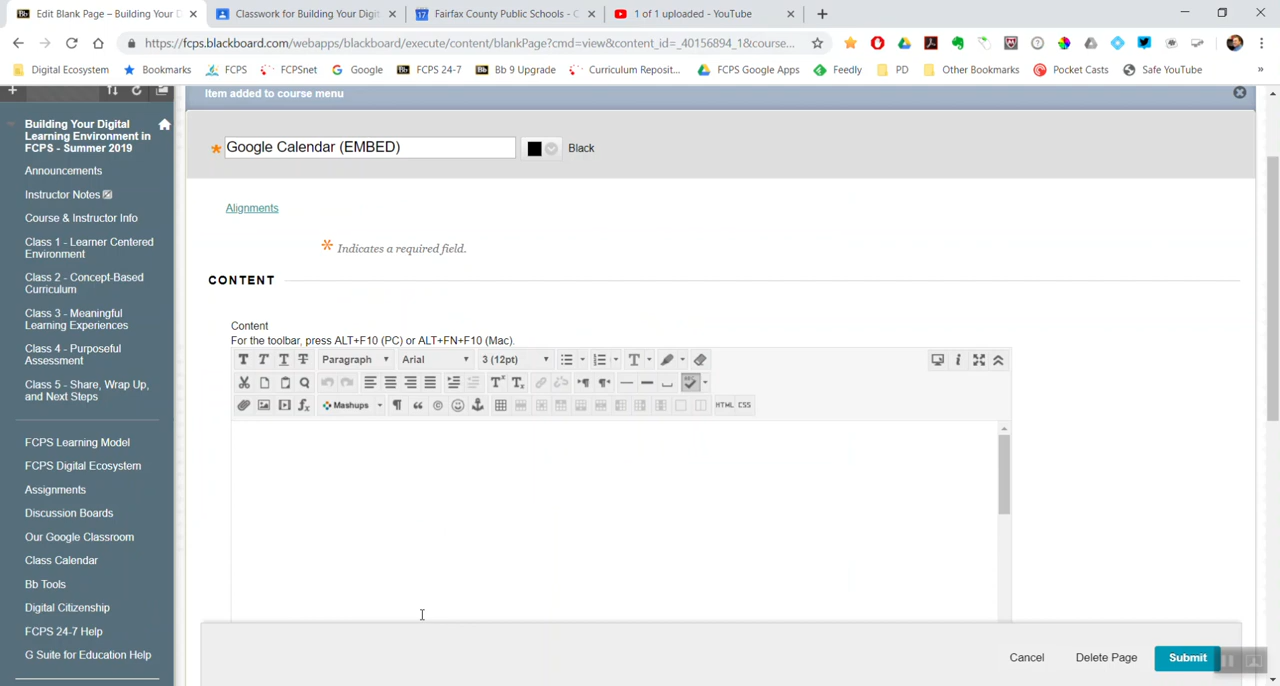 Edit Blank Page – Building Your D
Classwork for Building Your Digit
Fairfax County Public Schools - C
1 of 1 uploaded - YouTube
https://fcps.blackboard.com/webapps/blackboard/execute/content/blankPage?cmd=view&content_id=_40156894_1&course...
Digital Ecosystem
Bookmarks
FCPS
FCPSnet
Google
FCPS 24-7
Bb 9 Upgrade
Curriculum Reposit...
FCPS Google Apps
Feedly
PD
Other Bookmarks
Pocket Casts
Safe YouTube
Item added to course menu
Building Your Digital
Learning Environment in
FCPS - Summer 2019
Announcements
Instructor Notes
Course & Instructor Info
Class 1 - Learner Centered
Environment
Class 2 - Concept-Based
Curriculum
Class 3 - Meaningful
Learning Experiences
Class 4 - Purposeful
Assessment
Class 5 - Share, Wrap Up,
and Next Steps
FCPS Learning Model
FCPS Digital Ecosystem
Assignments
Discussion Boards
Our Google Classroom
Class Calendar
Bb Tools
Digital Citizenship
FCPS 24-7 Help
G Suite for Education Help
Google Calendar (EMBED)
Black
Alignments
Indicates a required field.
CONTENT
Content
For the toolbar, press ALT+F10 (PC) or ALT+FN+F10 (Mac).
Paragraph
Arial
3 (12pt)
Mashups
HTML CSS
Cancel
Delete Page
Submit